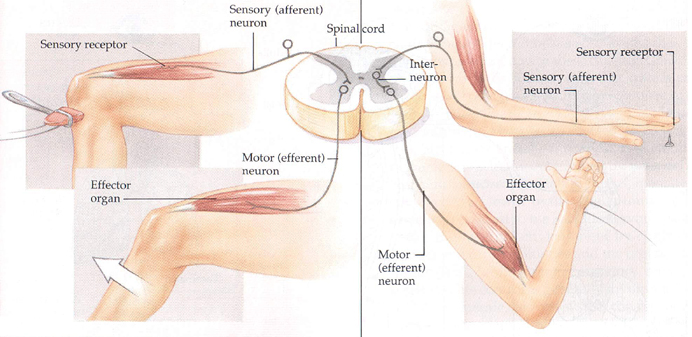 Sensory (afferent)
neuron
Sensory receptor
Spinal cord
Inter-
neuron
Sensory receptor
Sensory (afferent)
neuron
Motor (efferent)
neuron
Effector
organ
Effector
organ
Motor
(efferent)
neuron